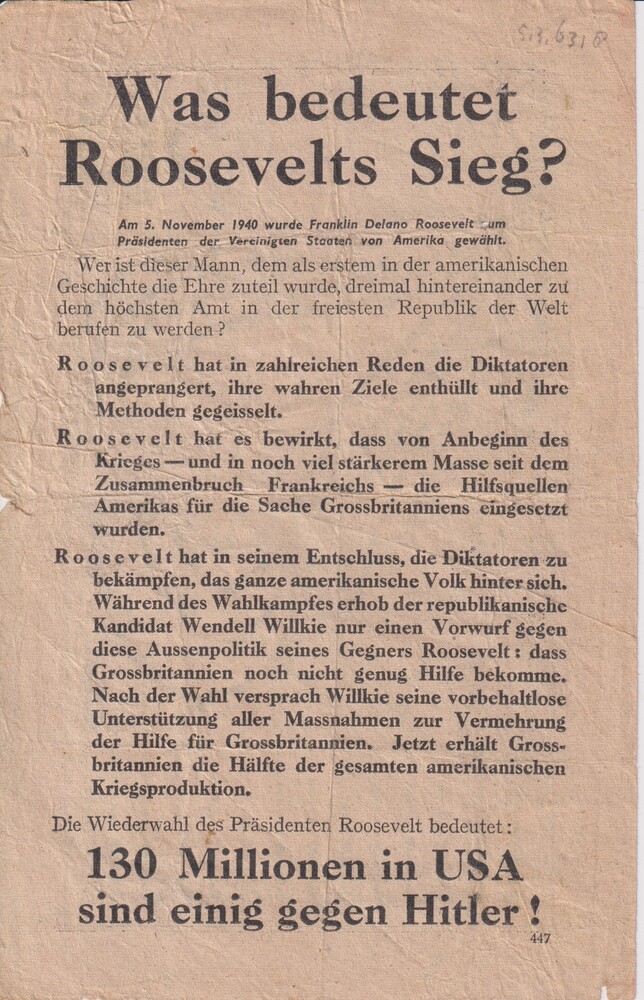 Was bedeutet
Roosevelts Sieg?
Am 5. November 1940 wurde Franklin Delano Roosevelt zum
Präsidenten der Vereinigten Staaten von Amerika gewählt.
Wer ist dieser Mann, dem als erstem in der amerikanischen
Geschichte die Ehre zuteil wurde, dreimal hintereinander zu
dem höchsten Amt in der freiesten Republik der Welt
berufen zu werden?
Roosevelt hat in zahlreichen Reden die Diktatoren
angeprangert, ihre wahren Ziele enthüllt und ihre
Methoden gegeisselt.
Roosevelt hat es bewirkt, dass von Anbeginn des
Krieges — und in noch viel stärkerem Masse seit dem
Zusammenbruch Frankreichs — die Hilfsquellen
Amerikas für die Sache Grossbritanniens eingesetzt
wurden.
Roosevelt hat in seinem Entschluss, die Diktatoren zu
bekämpfen, das ganze amerikanische Volk hinter sich.
Während des Wahlkampfes erhob der republikanische
Kandidat Wendell Willkie nur einen Vorwurf gegen
diese Aussenpolitik seines Gegners Roosevelt: dass
Grossbritannien noch nicht genug Hilfe bekomme.
Nach der Wahl versprach Willkie seine vorbehaltlose
Unterstützung aller Massnahmen zur Vermehrung
der Hilfe für Grossbritannien. Jetzt erhält Gross-
britannien die Hälfte der gesamten amerikanischen
Kriegsproduktion.
Die Wiederwahl des Präsidenten Roosevelt bedeutet:
130 Millionen in USA
sind einig gegen Hitler!
447